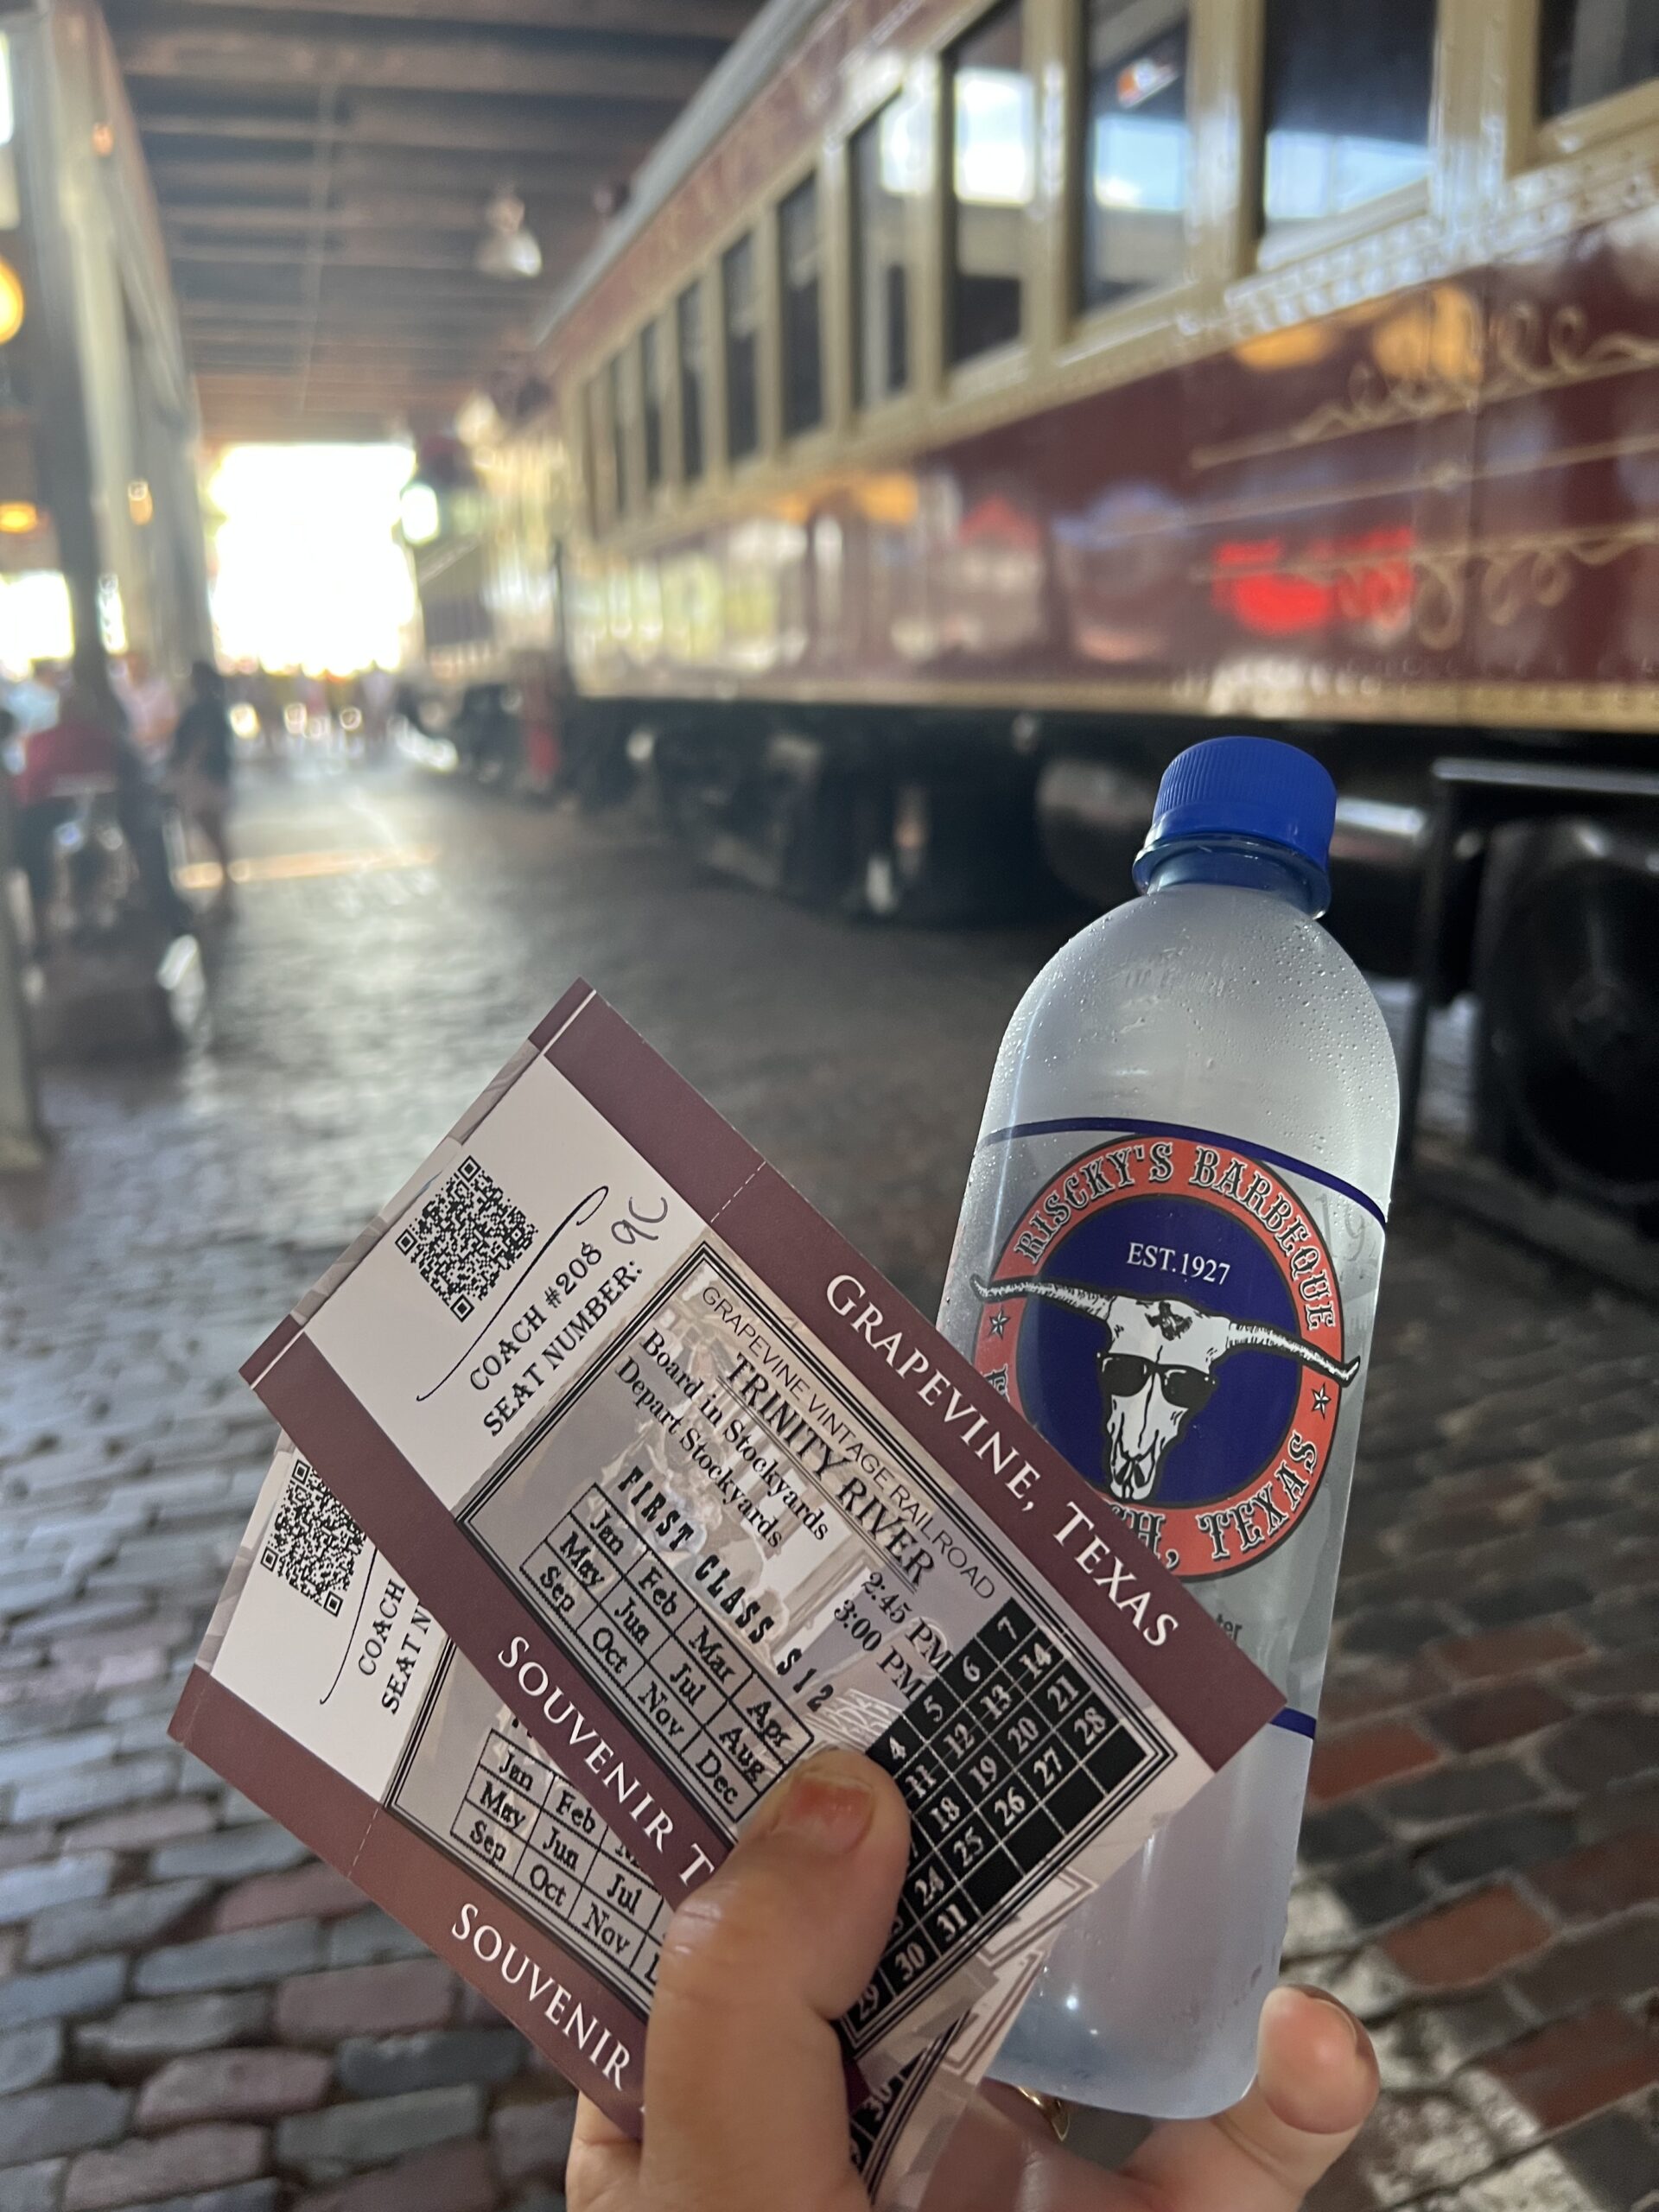 GRAPEVINE, TEXAS
COACH #208
SEAT NUMBER: 9C
GRAPEVINE VINTAGE RAILROAD
TRINITY RIVER
Board in Stockyards 2:45 PM
Depart Stockyards 3:00 PM
FIRST CLASS $12
Jan Feb Mar Apr
May Jun Jul Aug
Sep Oct Nov Dec
4 5 6 7
11 12 13 14
18 19 20 21
24 25 26 27 28
29 30 31
SOUVENIR
COACH
Jan Feb
May Jun Jul
Sep Oct Nov
30
SOUVENIR
RISCKY'S BARBEQUE
EST.1927
TEXAS